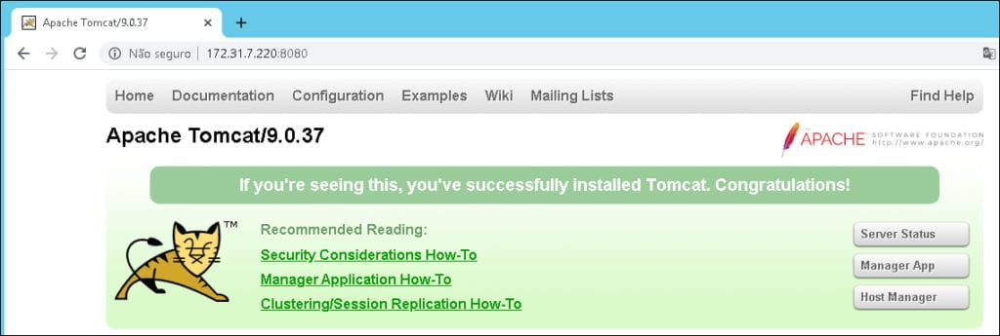 Apache Tomcat/9.0.37
Não seguro 172.31.7.220:8080
Home Documentation Configuration Examples Wiki Mailing Lists Find Help
Apache Tomcat/9.0.37
THE APACHE SOFTWARE FOUNDATION
http://www.apache.org/
If you're seeing this, you've successfully installed Tomcat. Congratulations!
TM
Recommended Reading:
Security Considerations How-To
Manager Application How-To
Clustering/Session Replication How-To
Server Status
Manager App
Host Manager